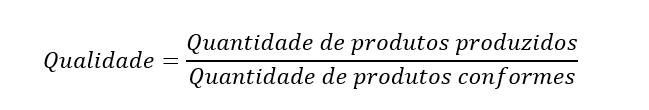 Qualidade = Quantidade de produtos produzidos / Quantidade de produtos conformes